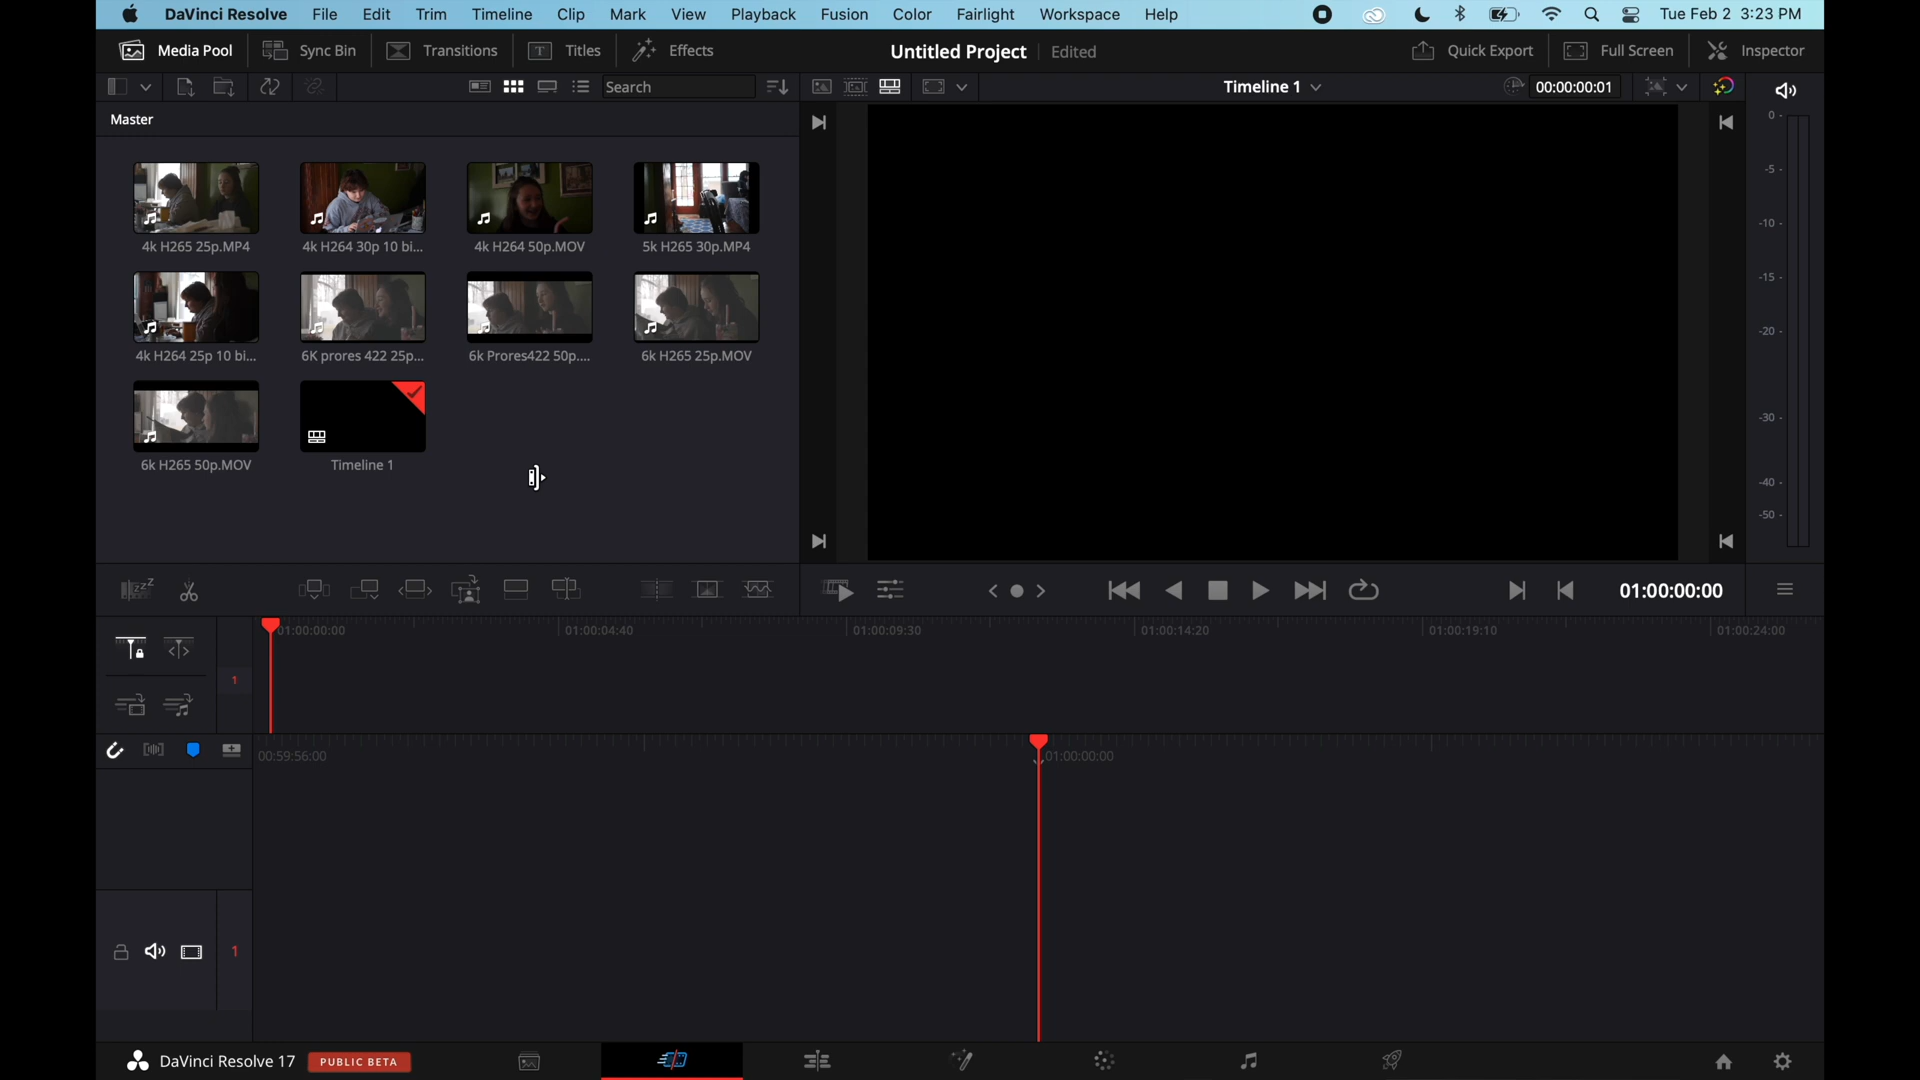 DaVinci Resolve File Edit Trim Timeline Clip Mark View Playback Fusion Color Fairlight Workspace Help Tue Feb 2 3:23 PM
Media Pool Sync Bin Transitions Titles Effects Untitled Project Edited Quick Export Full Screen Inspector
Search Timeline 1 00:00:00:01
Master
0
-5
-10
-15
-20
-30
-40
-50
4k H265 25p.MP4 4k H264 30p 10 bi... 4k H264 50p.MOV 5k H265 30p.MP4
4k H264 25p 10 bi... 6K prores 422 25p... 6k Prores422 50p.... 6k H265 25p.MOV
6k H265 50p.MOV Timeline 1
01:00:00:00
01:00:00:00 01:00:04:40 01:00:09:30 01:00:14:20 01:00:19:10 01:00:24:00
1
00:59:56:00 01:00:00:00
1
DaVinci Resolve 17 PUBLIC BETA